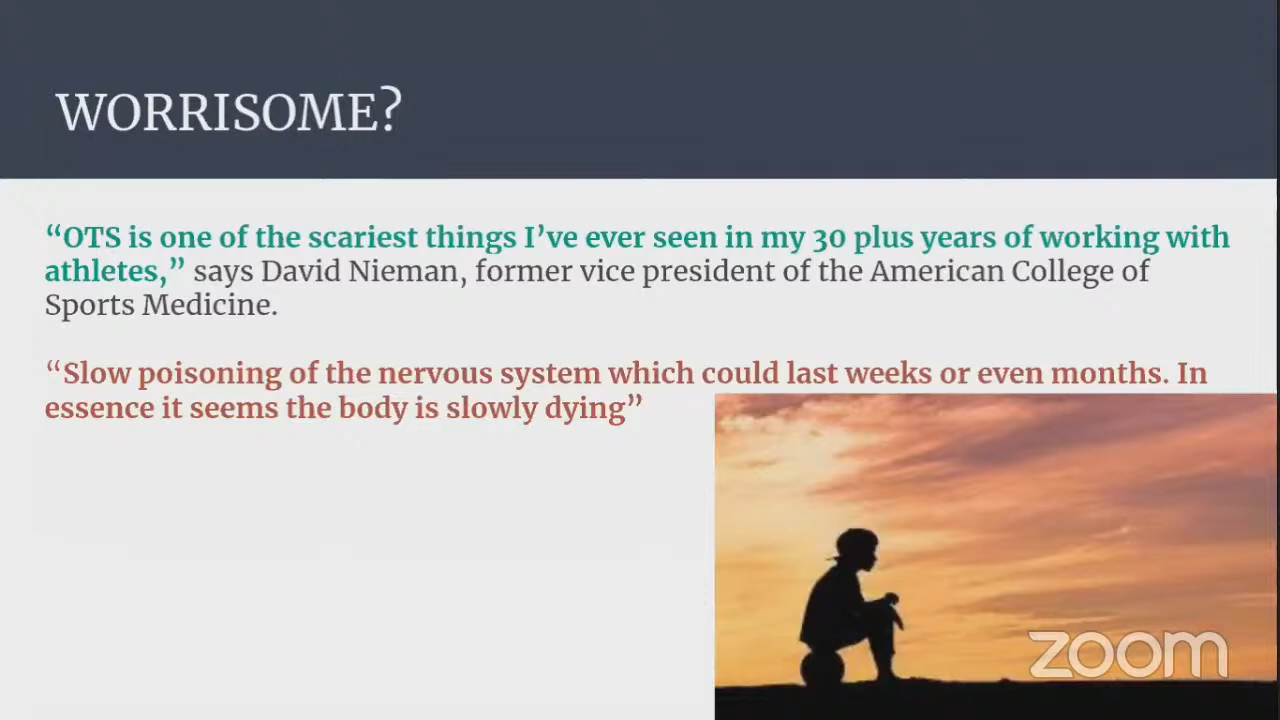 WORRISOME?
“OTS is one of the scariest things I’ve ever seen in my 30 plus years of working with
athletes,” says David Nieman, former vice president of the American College of
Sports Medicine.
“Slow poisoning of the nervous system which could last weeks or even months. In
essence it seems the body is slowly dying”
zoom